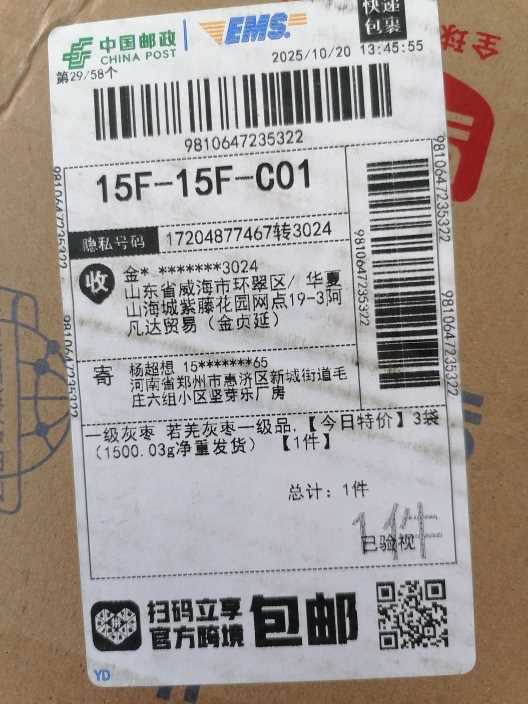 中国邮政
CHINA POST
EMS
快递
包裹
2025/10/20 13:45:55
第29/58个
9810647235322
15F-15F-C01
隐私号码 17204877467转3024
收
金* *******3024
山东省威海市环翠区/ 华夏
山海城紫藤花园网点19-3阿
凡达贸易（金贞延）
寄
杨超想 15*******65
河南省郑州市惠济区新城街道毛
庄六组小区坚芽乐厂房
9810647235322
9810647235322
9810647235322
9810647235322
一级灰枣 若羌灰枣一级品,【今日特价】3袋
（1500.03g净重发货）【1件】
总计：1件
1件
已验视
扫码立享
官方跨境
包邮
YD
全球